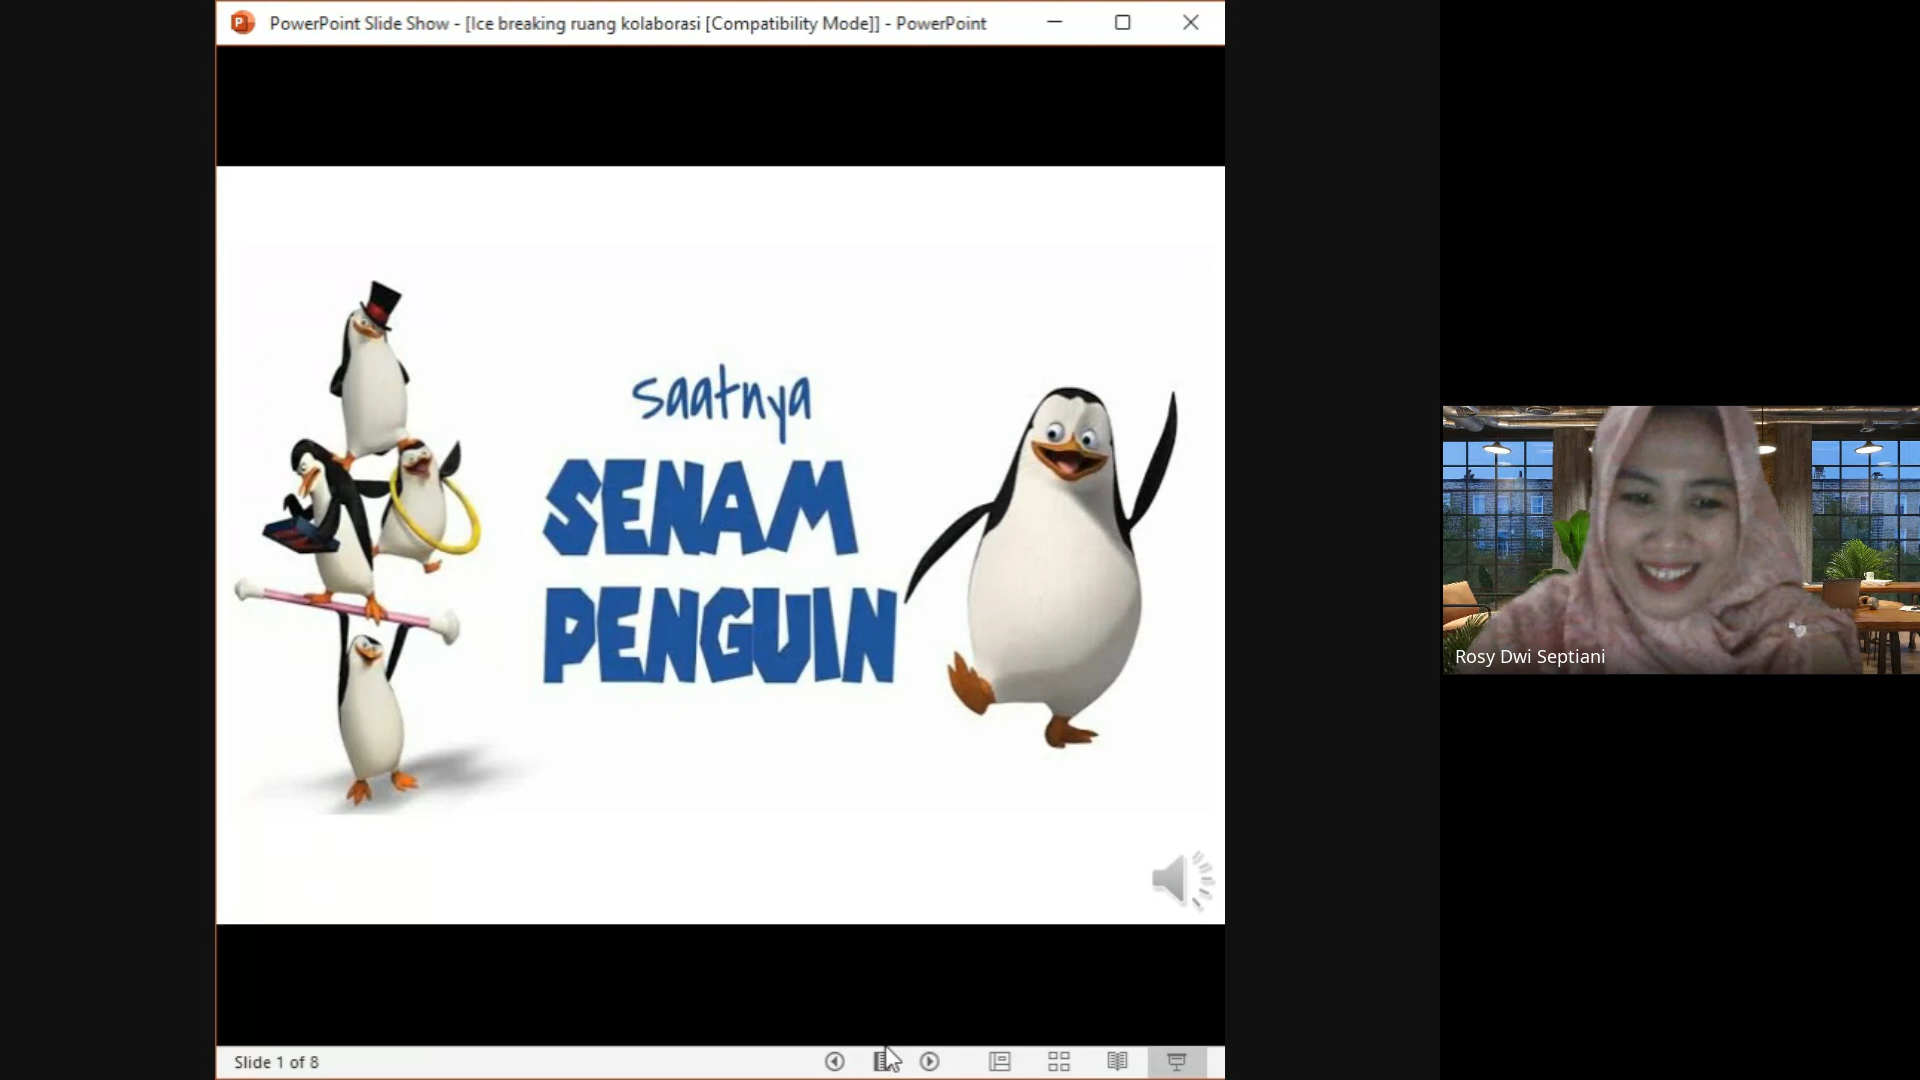 PowerPoint Slide Show - [Ice breaking ruang kolaborasi [Compatibility Mode]] - PowerPoint
saatnya
SENAM
PENGUIN
Rosy Dwi Septiani
Slide 1 of 8